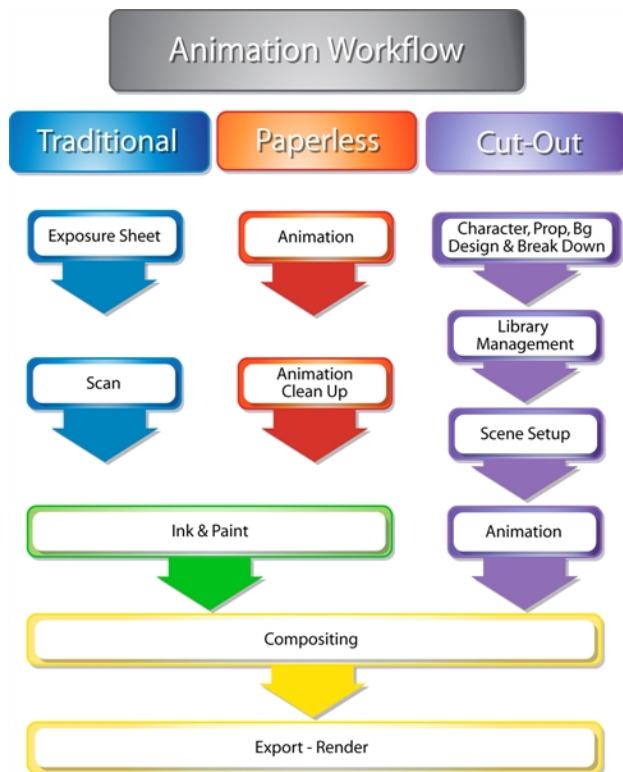 Animation Workflow
Traditional
Paperless
Cut-Out
Exposure Sheet
Animation
Character, Prop, Bg
Design & Break Down
Library
Management
Scan
Animation
Clean Up
Scene Setup
Ink & Paint
Animation
Compositing
Export - Render